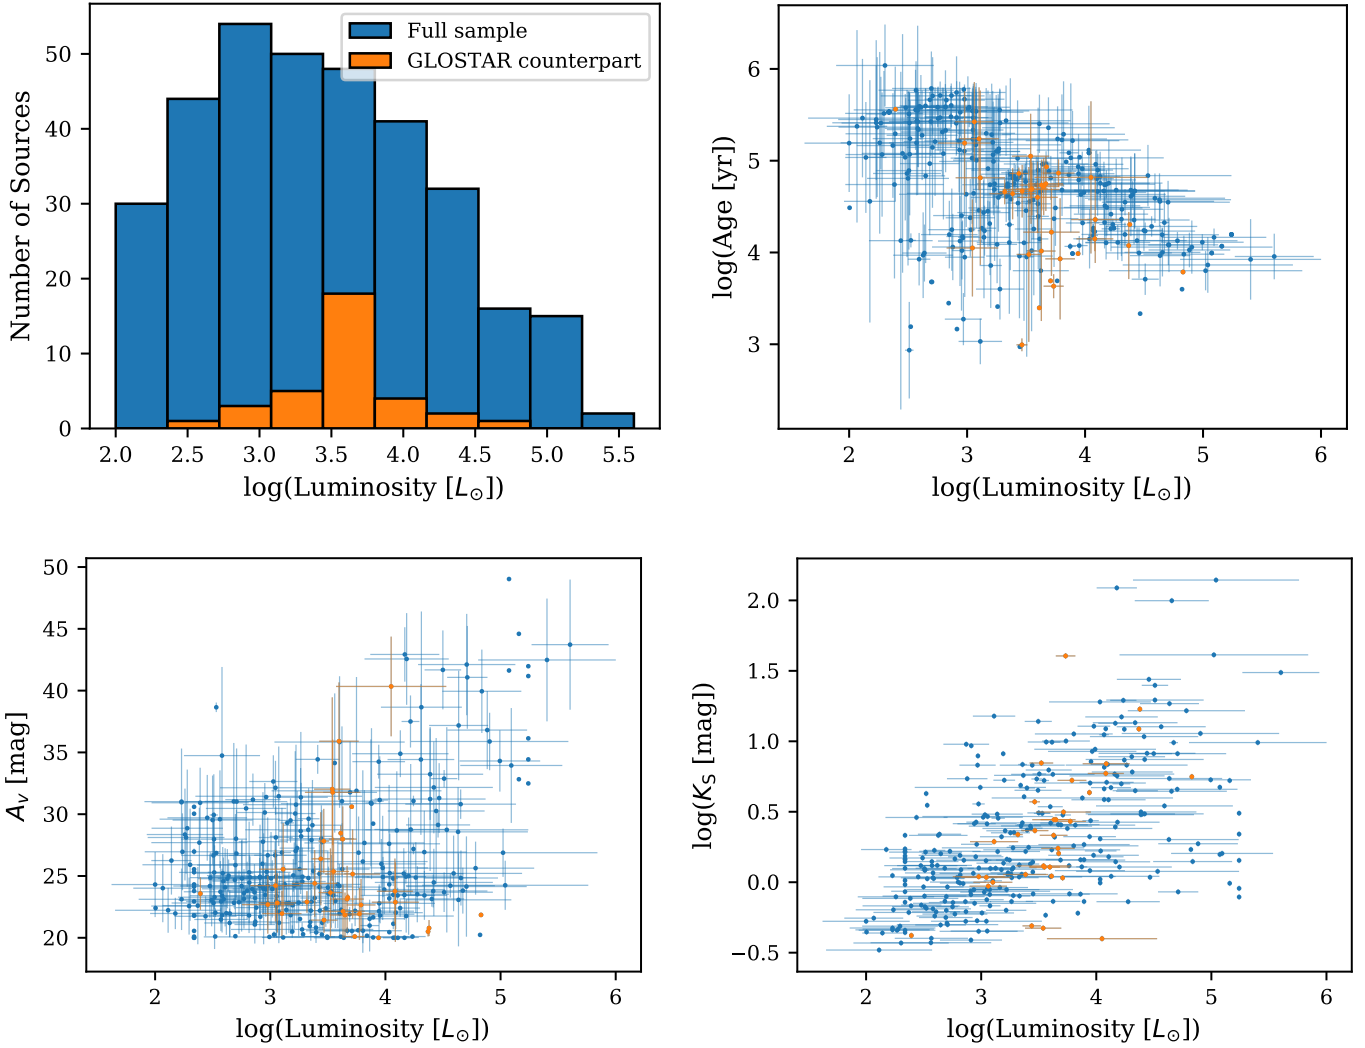 Full sample
GLOSTAR counterpart
Number of Sources
50
40
30
20
10
0
2.0 2.5 3.0 3.5 4.0 4.5 5.0 5.5
log(Luminosity [L⊙])
log(Age [yr])
6
5
4
3
2 3 4 5 6
log(Luminosity [L⊙])
Av [mag]
50
45
40
35
30
25
20
2 3 4 5 6
log(Luminosity [L⊙])
log(Ks [mag])
2.0
1.5
1.0
0.5
0.0
−0.5
2 3 4 5 6
log(Luminosity [L⊙])